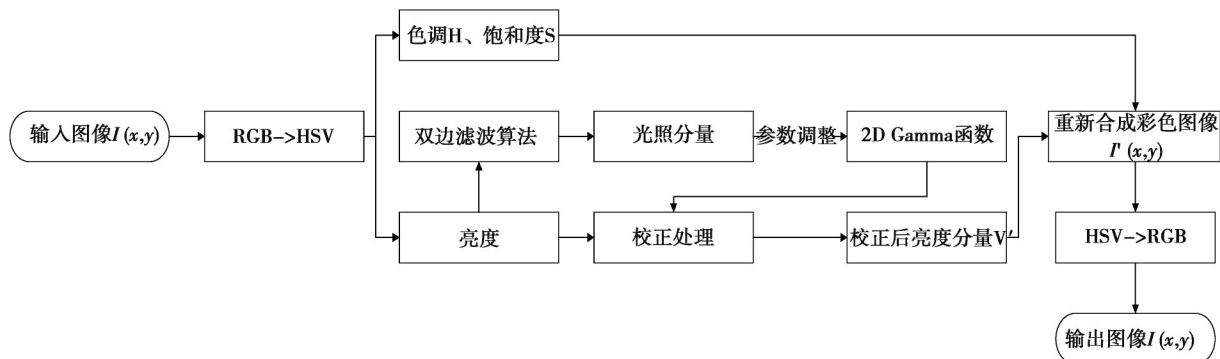 色调H、饱和度S
输入图像I(x,y)
RGB->HSV
双边滤波算法
光照分量
参数调整
2D Gamma函数
重新合成彩色图像
I'(x,y)
亮度
校正处理
校正后亮度分量V'
HSV->RGB
输出图像I(x,y)